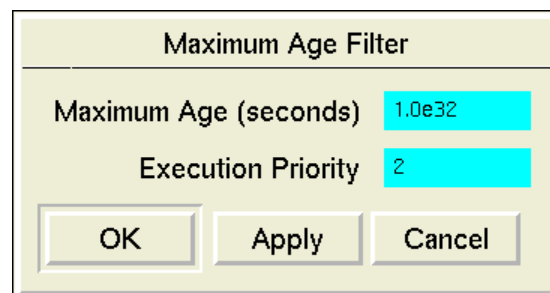 Maximum Age Filter
Maximum Age (seconds) 1.0e32
Execution Priority 2
OK Apply Cancel